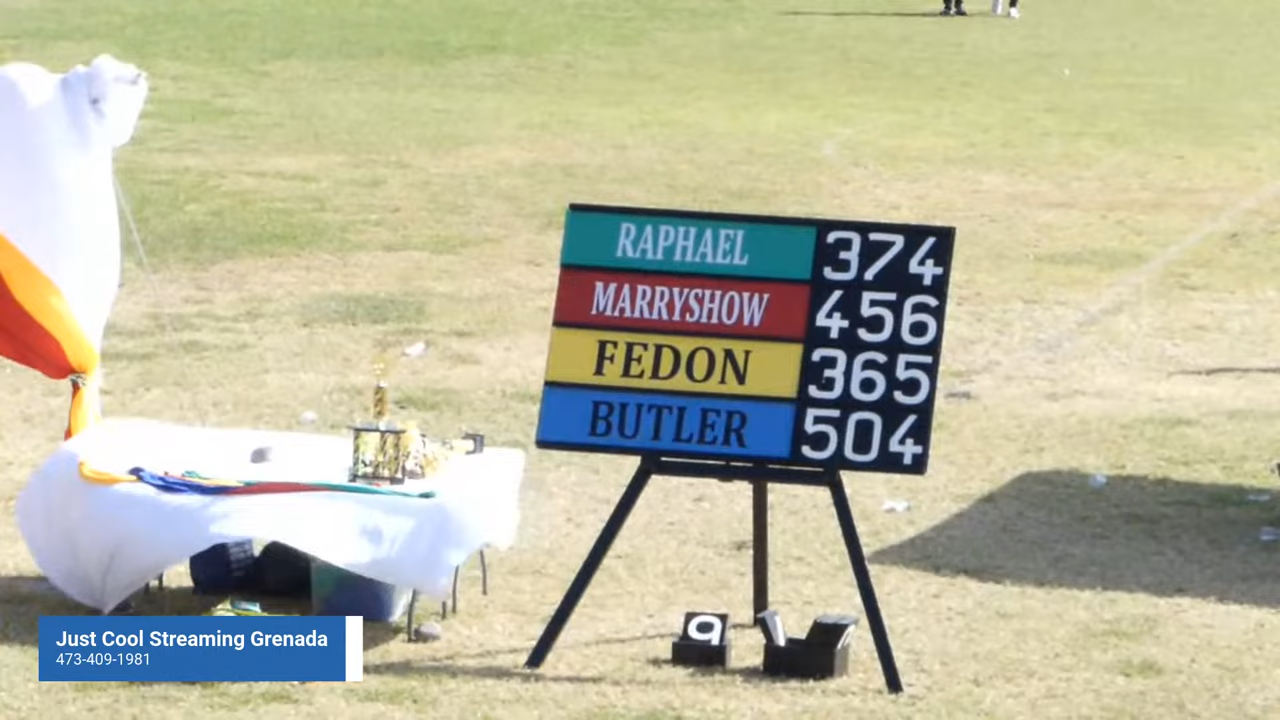 RAPHAEL 374
MARRYSHOW 456
FEDON 365
BUTLER 504
9
Just Cool Streaming Grenada
473-409-1981